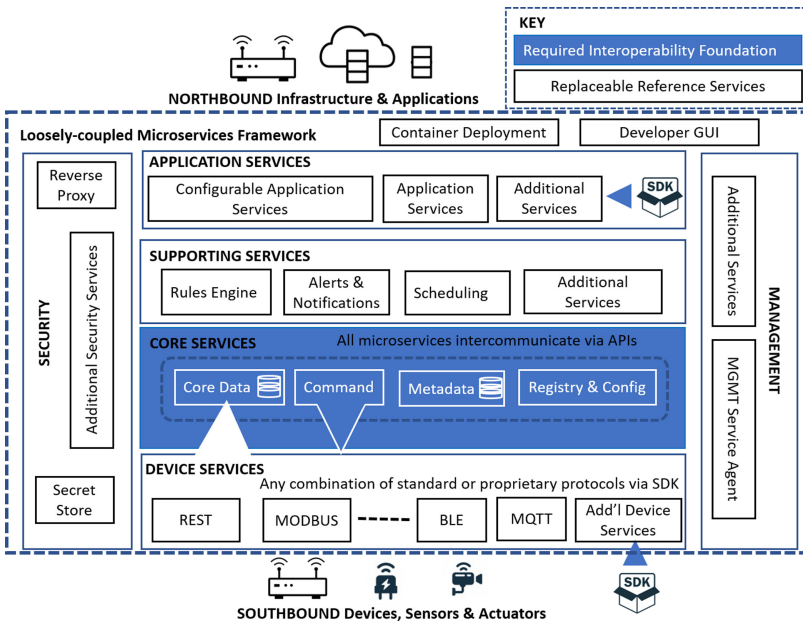 KEY
Required Interoperability Foundation
Replaceable Reference Services
NORTHBOUND Infrastructure & Applications
Loosely-coupled Microservices Framework
Container Deployment
Developer GUI
SECURITY
Reverse
Proxy
Additional Security Services
Secret
Store
APPLICATION SERVICES
Configurable Application
Services
Application
Services
Additional
Services
SDK
SUPPORTING SERVICES
Rules Engine
Alerts &
Notifications
Scheduling
Additional
Services
CORE SERVICES
All microservices intercommunicate via APIs
Core Data
Command
Metadata
Registry & Config
DEVICE SERVICES
Any combination of standard or proprietary protocols via SDK
REST
MODBUS
BLE
MQTT
Add'l Device
Services
Additional Services
MGMT Service Agent
MANAGEMENT
SDK
SOUTHBOUND Devices, Sensors & Actuators